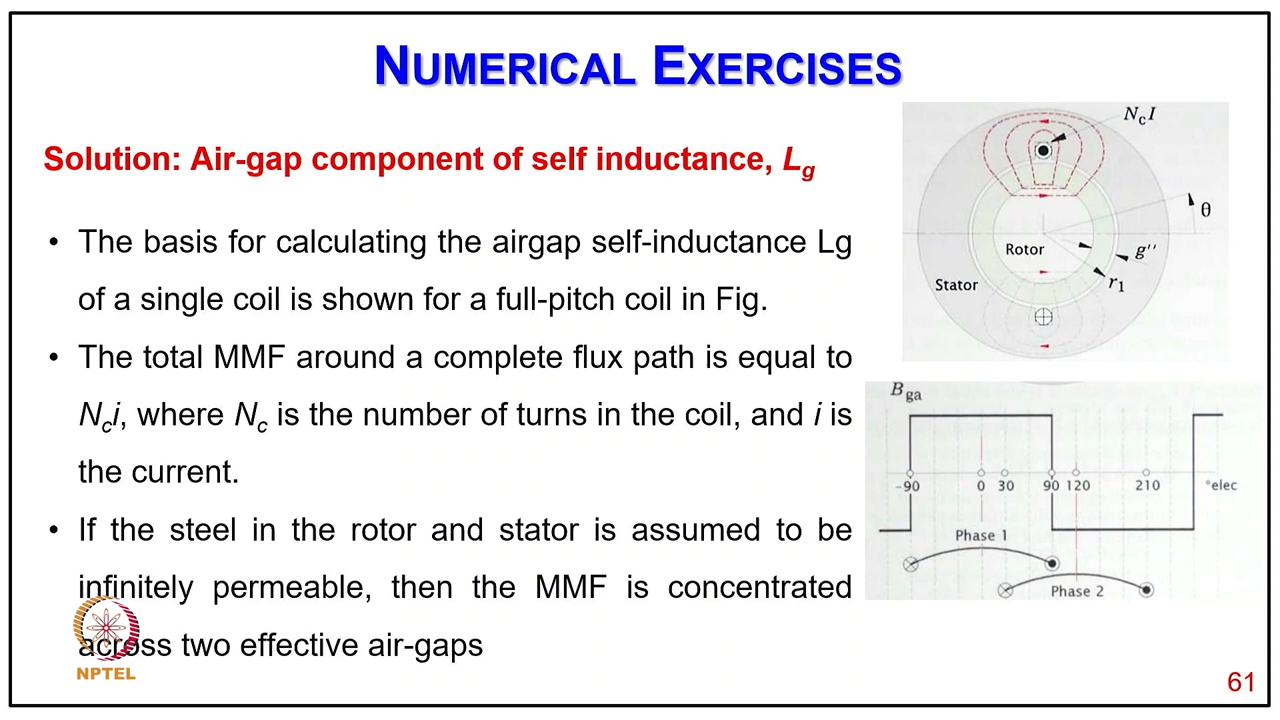 NUMERICAL EXERCISES
Solution: Air-gap component of self inductance, Lg
• The basis for calculating the airgap self-inductance Lg
of a single coil is shown for a full-pitch coil in Fig.
• The total MMF around a complete flux path is equal to
Nci, where Nc is the number of turns in the coil, and i is
the current.
• If the steel in the rotor and stator is assumed to be
infinitely permeable, then the MMF is concentrated
across two effective air-gaps
NcI
θ
Rotor
g''
r1
Stator
Bga
-90 0 30 90 120 210 °elec
Phase 1
Phase 2
NPTEL
61